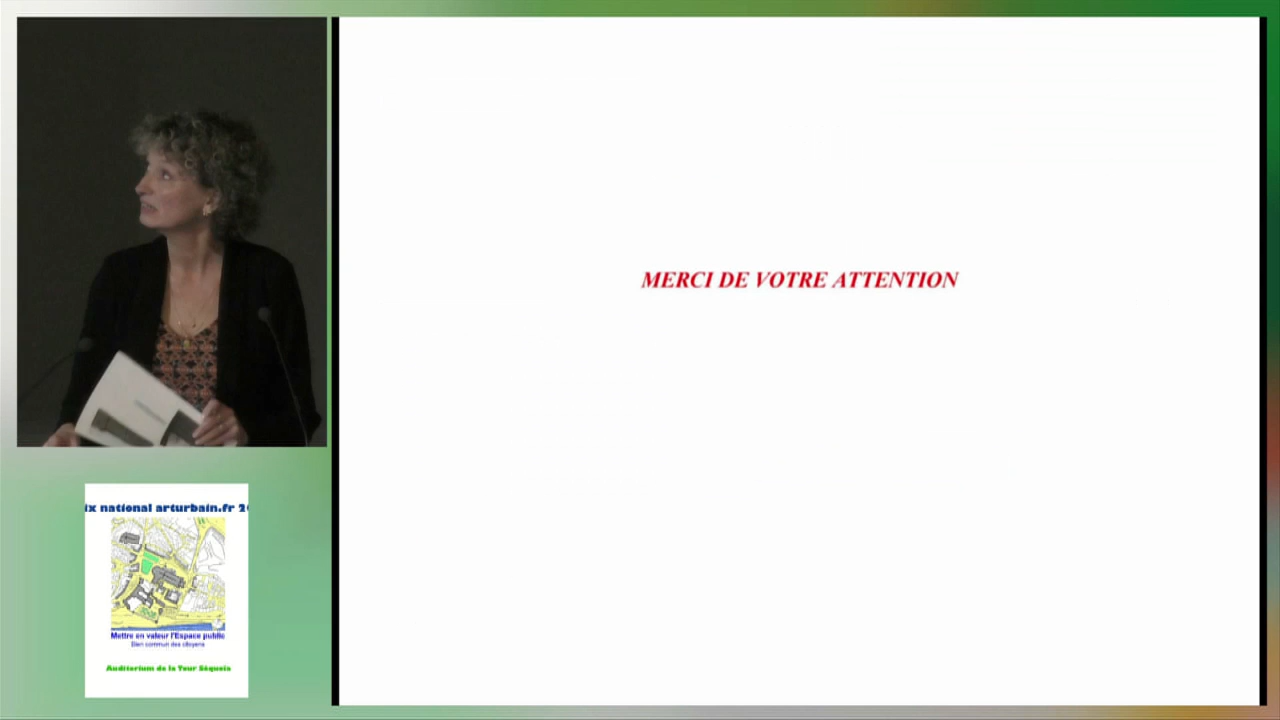 MERCI DE VOTRE ATTENTION
ix national arturbain.fr 2
Mettre en valeur l'Espace public
Bien commun des citoyens
Auditorium de la Tour Séquoia